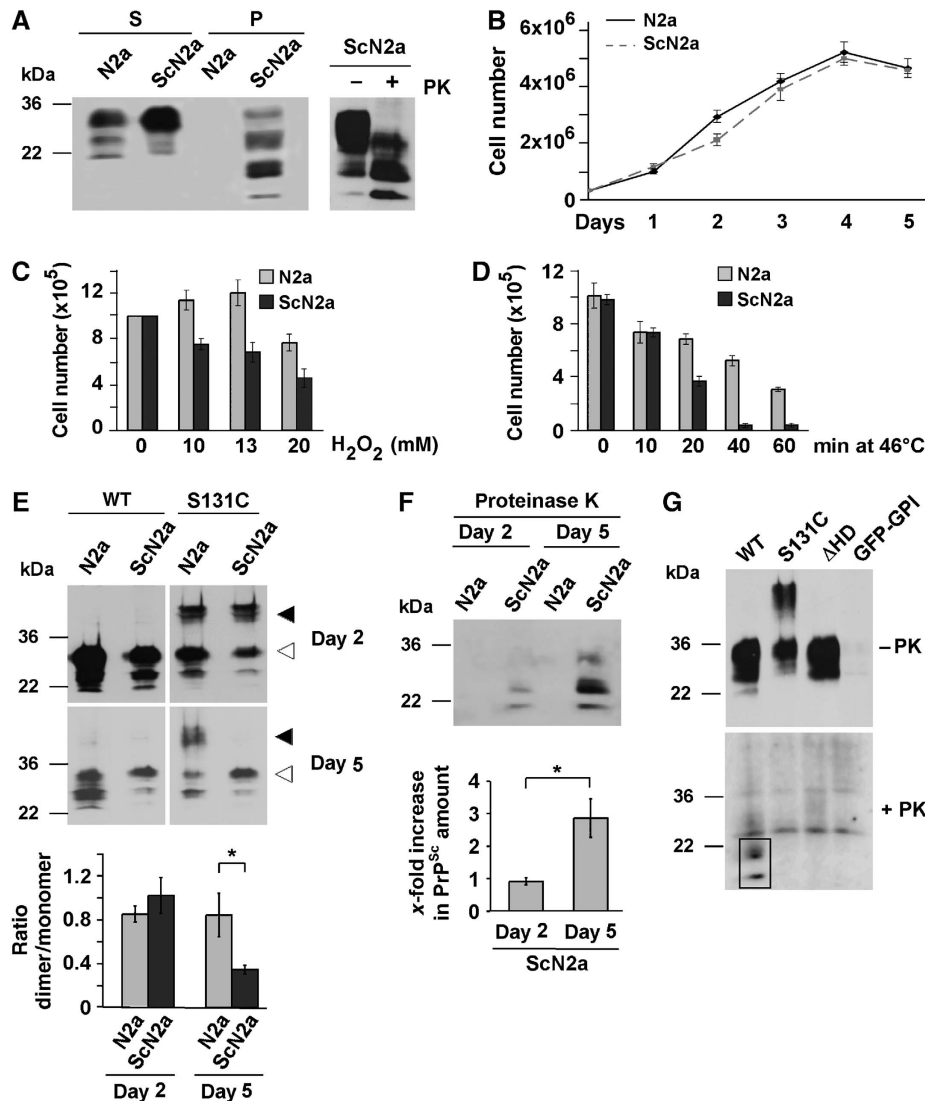 A
S P
N2a ScN2a N2a ScN2a
kDa
36
22
ScN2a
– + PK
B
N2a
ScN2a
Cell number
6x10⁶
4x10⁶
2x10⁶
0
Days 1 2 3 4 5
C
Cell number (x10⁵)
N2a
ScN2a
12
8
4
0
0 10 13 20 H₂O₂ (mM)
D
Cell number (x10⁵)
N2a
ScN2a
12
8
4
0
0 10 20 40 60 min at 46°C
E
WT S131C
N2a ScN2a N2a ScN2a
kDa
36
22
Day 2
36
22
Day 5
Ratio
dimer/monomer
1.2
0.8
0.4
0
*
N2a ScN2a N2a ScN2a
Day 2 Day 5
F
Proteinase K
Day 2 Day 5
N2a ScN2a N2a ScN2a
kDa
36
22
x-fold increase
in PrPSc amount
4
3
2
1
0
*
Day 2 Day 5
ScN2a
G
WT S131C ΔHD GFP-GPI
kDa
36
22
–PK
36
22
+ PK